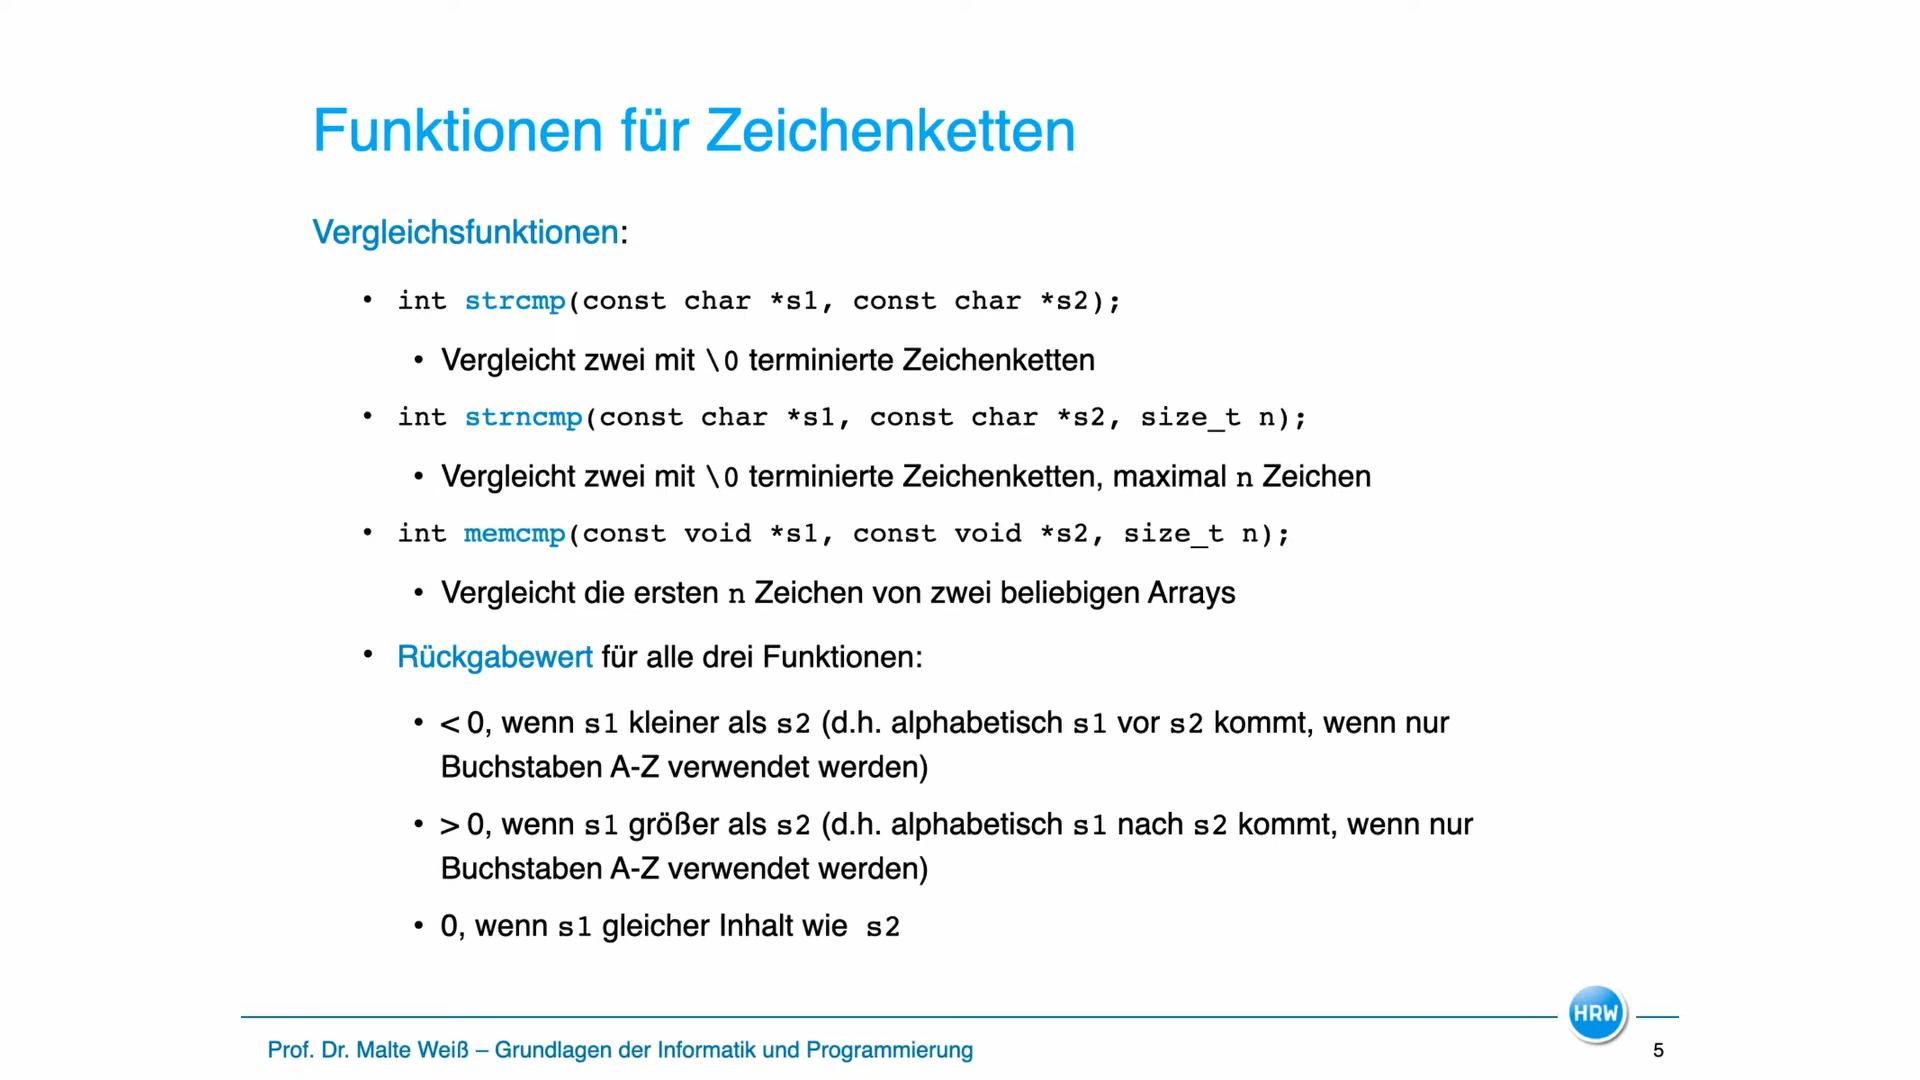 Funktionen für Zeichenketten
Vergleichsfunktionen:
• int strcmp(const char *s1, const char *s2);
• Vergleicht zwei mit \0 terminierte Zeichenketten
• int strncmp(const char *s1, const char *s2, size_t n);
• Vergleicht zwei mit \0 terminierte Zeichenketten, maximal n Zeichen
• int memcmp(const void *s1, const void *s2, size_t n);
• Vergleicht die ersten n Zeichen von zwei beliebigen Arrays
• Rückgabewert für alle drei Funktionen:
• < 0, wenn s1 kleiner als s2 (d.h. alphabetisch s1 vor s2 kommt, wenn nur
Buchstaben A-Z verwendet werden)
• > 0, wenn s1 größer als s2 (d.h. alphabetisch s1 nach s2 kommt, wenn nur
Buchstaben A-Z verwendet werden)
• 0, wenn s1 gleicher Inhalt wie s2
HRW
Prof. Dr. Malte Weiß – Grundlagen der Informatik und Programmierung
5